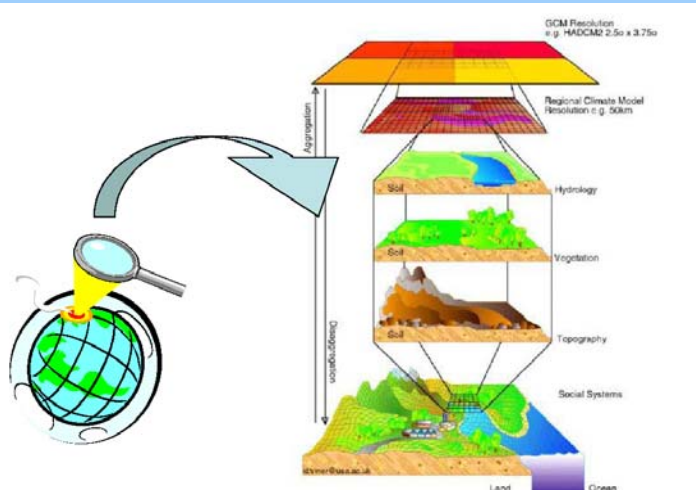 GCM Resolution
e.g. HADCM2 2.5o x 3.75o
Regional Climate Model
Resolution e.g. 50km
Aggregation
Soil
Hydrology
Soil
Vegetation
Disaggregation
Soil
Topography
Social Systems
Land
Ocean